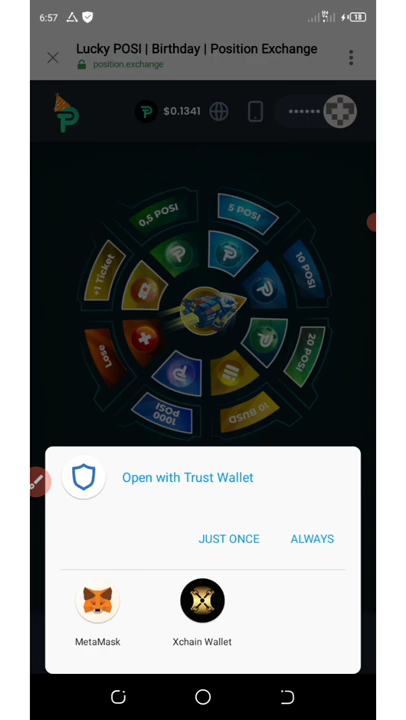 6:57
18
Lucky POSI | Birthday | Position Exchange
position.exchange
$0.1341
0,5 POSI
5 POSI
+1 Ticket
10 POSI
Lose
20 POSI
1000 POSI
10 BUSD
Open with Trust Wallet
JUST ONCE
ALWAYS
MetaMask
Xchain Wallet